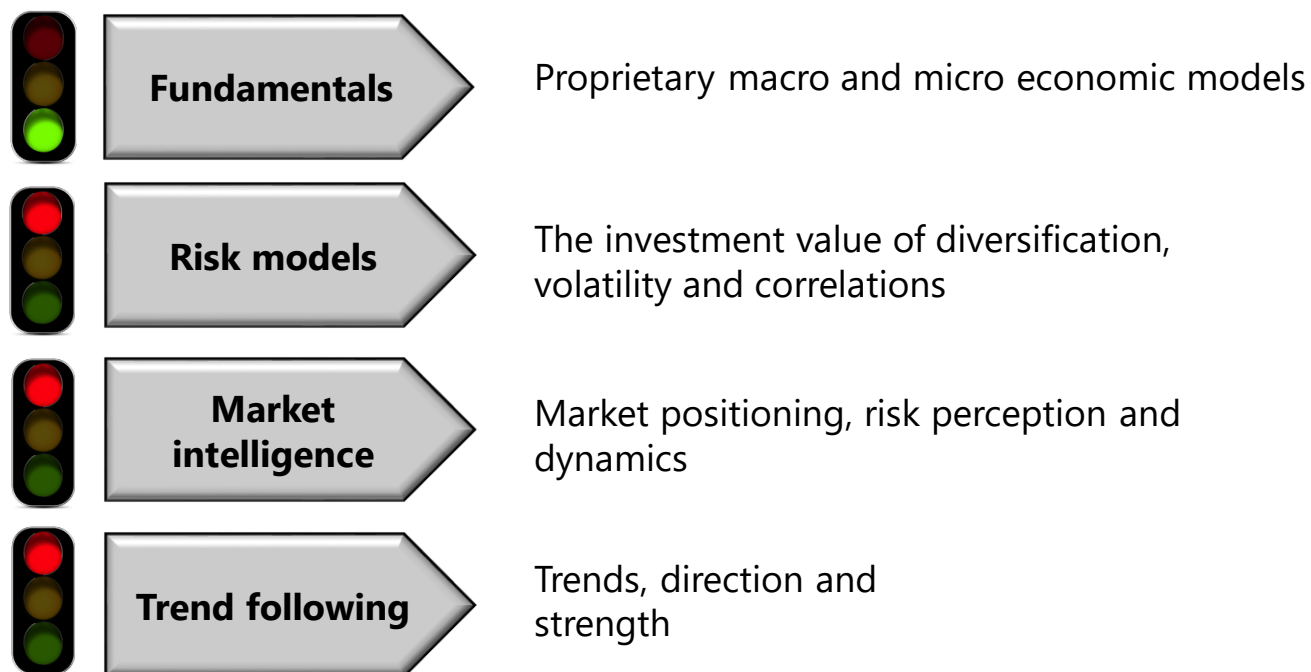 Fundamentals
Proprietary macro and micro economic models
Risk models
The investment value of diversification,
volatility and correlations
Market
intelligence
Market positioning, risk perception and
dynamics
Trend following
Trends, direction and
strength